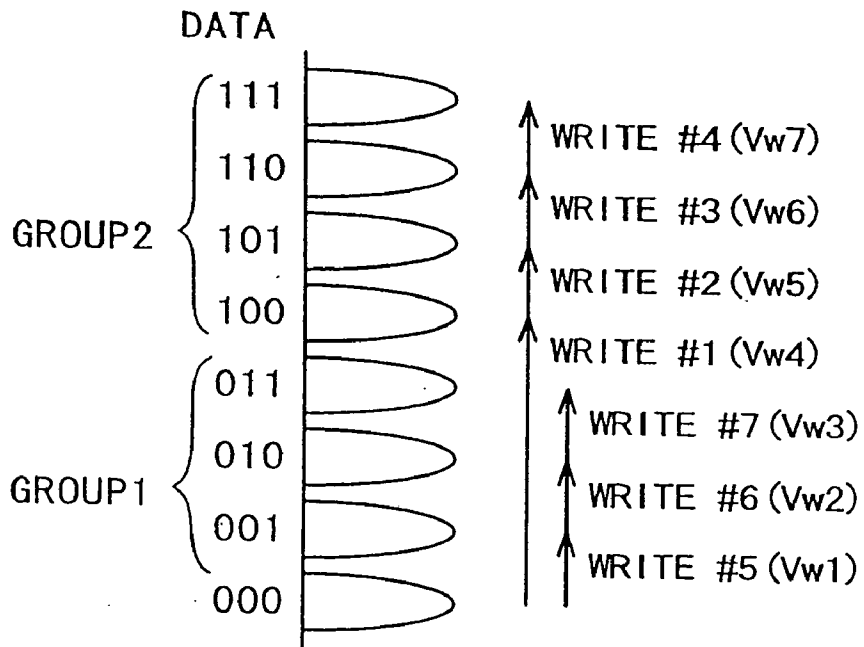 DATA
111
WRITE #4 (Vw7)
110
WRITE #3 (Vw6)
GROUP2
101
WRITE #2 (Vw5)
100
WRITE #1 (Vw4)
011
WRITE #7 (Vw3)
010
GROUP1
WRITE #6 (Vw2)
001
WRITE #5 (Vw1)
000